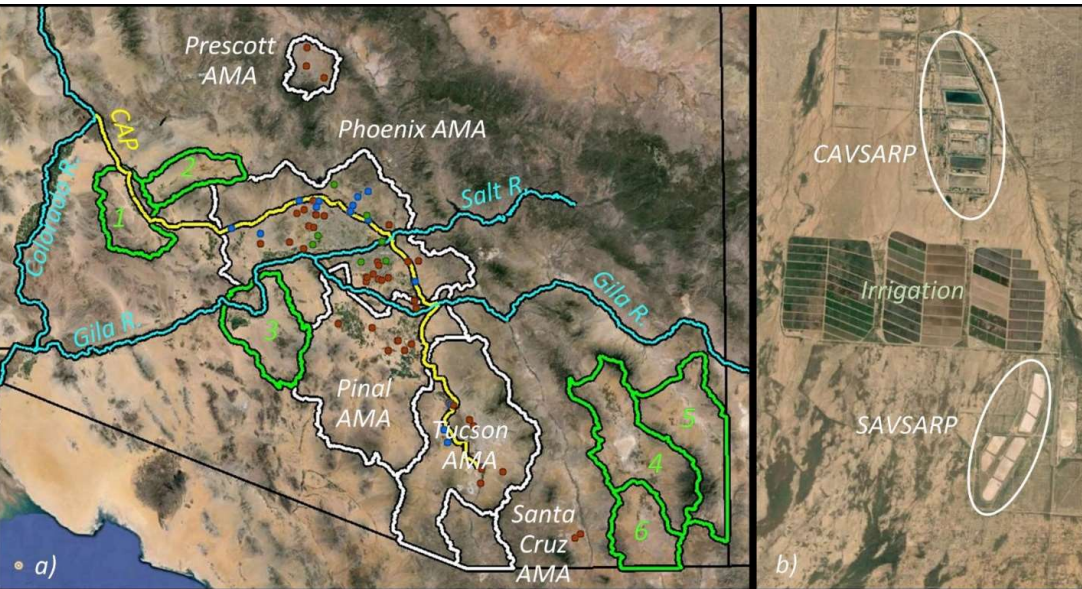 Prescott
AMA
Phoenix AMA
CAP
2
1
Salt R.
Colorado R.
Gila R.
Gila R.
3
Pinal
AMA
Tucson
AMA
5
4
6
Santa
Cruz
AMA
a)
CAVSARP
Irrigation
SAVSARP
b)